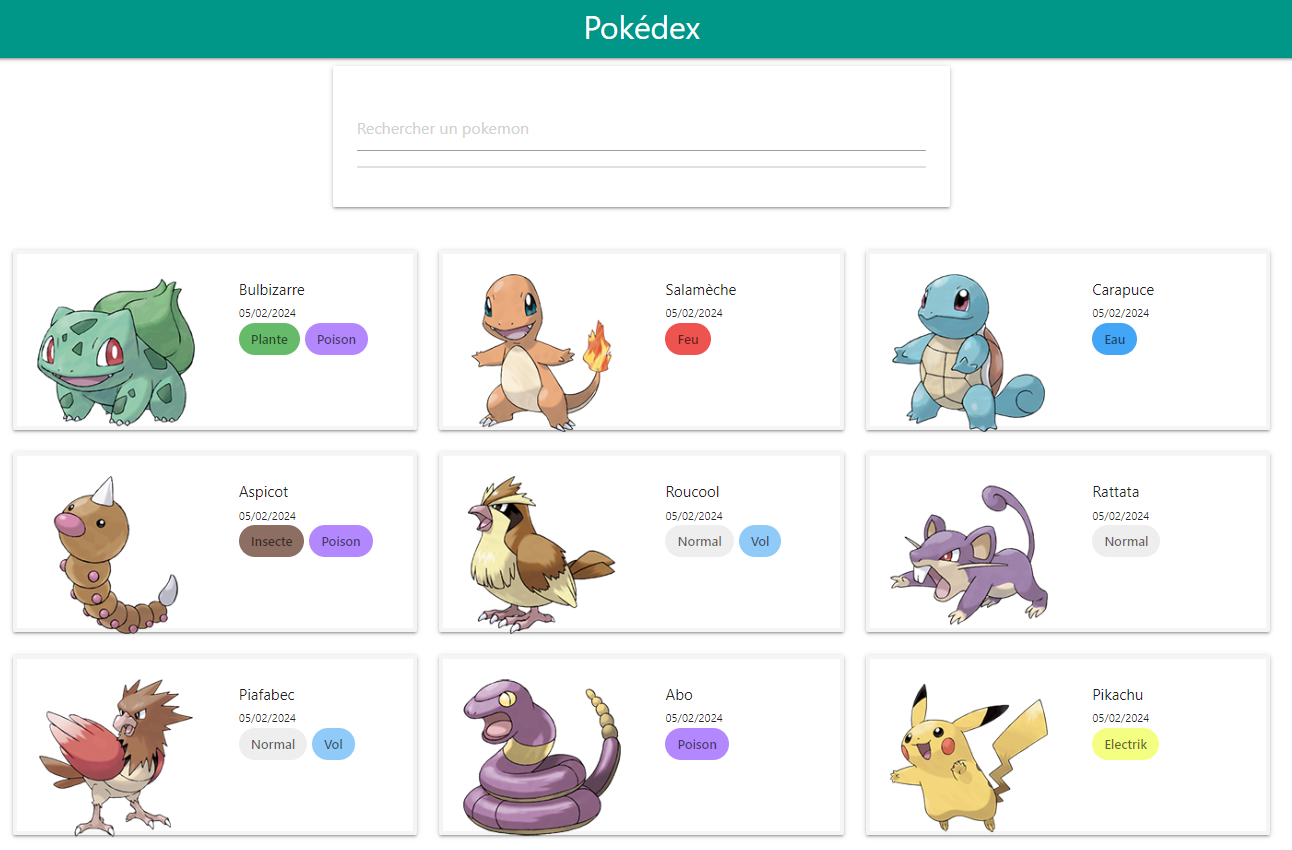 Pokédex
Rechercher un pokemon
Bulbizarre
05/02/2024
Plante Poison
Salamèche
05/02/2024
Feu
Carapuce
05/02/2024
Eau
Aspicot
05/02/2024
Insecte Poison
Roucool
05/02/2024
Normal Vol
Rattata
05/02/2024
Normal
Piafabec
05/02/2024
Normal Vol
Abo
05/02/2024
Poison
Pikachu
05/02/2024
Electrik